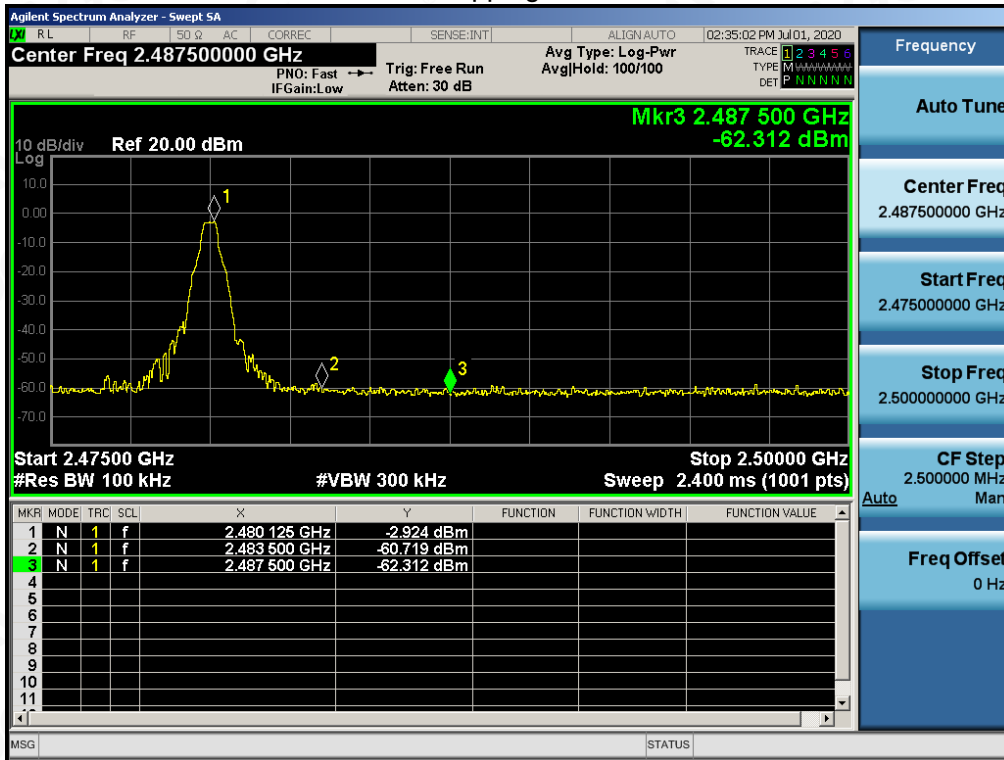 pping
Agilent Spectrum Analyzer - Swept SA
LXI RL RF 50 Ω AC CORREC SENSE:INT ALIGN AUTO 02:35:02 PM Jul 01, 2020
Center Freq 2.487500000 GHz
PNO: Fast
IFGain:Low
Trig: Free Run
Atten: 30 dB
Avg Type: Log-Pwr
Avg|Hold: 100/100
TRACE 1 2 3 4 5 6
TYPE M WWWWW
DET P N N N N N
Mkr3 2.487 500 GHz
-62.312 dBm
10 dB/div Ref 20.00 dBm
Log
10.0
0.00
-10.0
-20.0
-30.0
-40.0
-50.0
-60.0
-70.0
1
2
3
Start 2.47500 GHz Stop 2.50000 GHz
#Res BW 100 kHz #VBW 300 kHz Sweep 2.400 ms (1001 pts)
MKR MODE TRC SCL X Y FUNCTION FUNCTION WIDTH FUNCTION VALUE
1 N 1 f 2.480 125 GHz -2.924 dBm
2 N 1 f 2.483 500 GHz -60.719 dBm
3 N 1 f 2.487 500 GHz -62.312 dBm
4
5
6
7
8
9
10
11
MSG STATUS
Frequency
Auto Tune
Center Freq
2.487500000 GHz
Start Freq
2.475000000 GHz
Stop Freq
2.500000000 GHz
CF Step
2.500000 MHz
Auto Man
Freq Offset
0 Hz